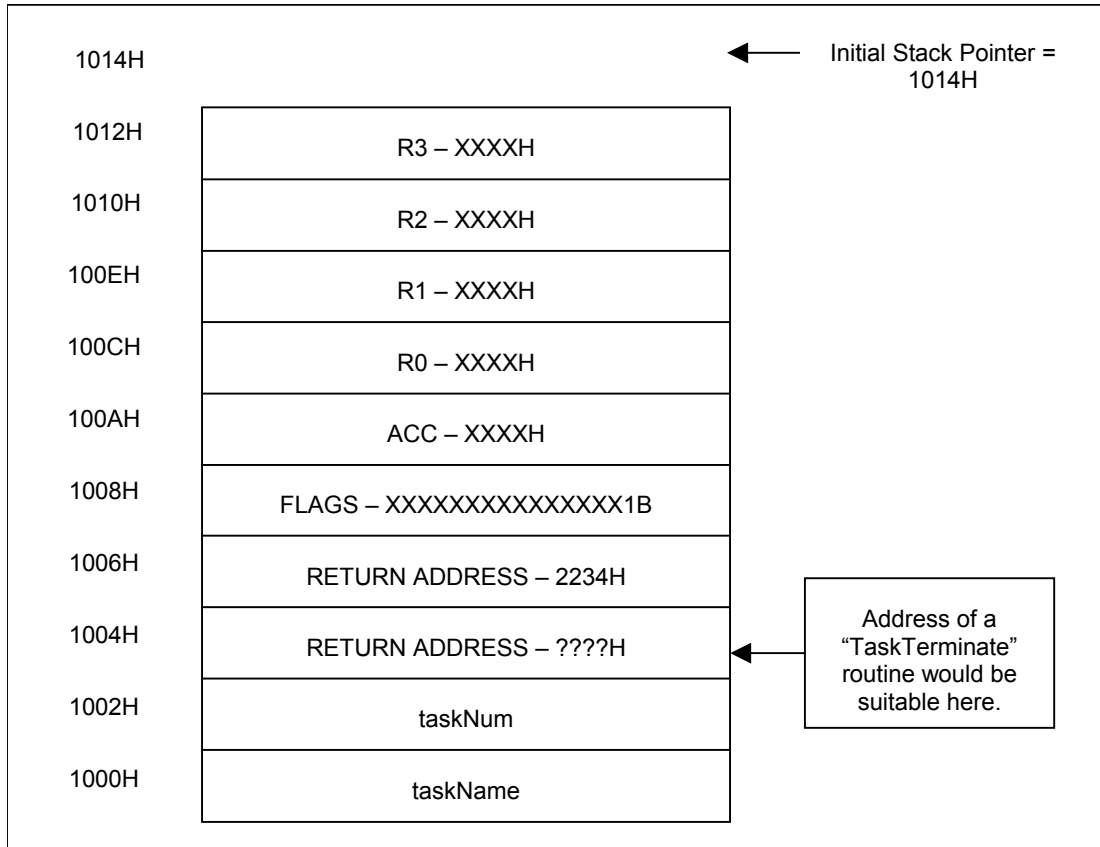 1014H
Initial Stack Pointer =
1014H
1012H
R3 – XXXXH
1010H
R2 – XXXXH
100EH
R1 – XXXXH
100CH
R0 – XXXXH
100AH
ACC – XXXXH
1008H
FLAGS – XXXXXXXXXXXXXXX1B
1006H
RETURN ADDRESS – 2234H
1004H
RETURN ADDRESS – ????H
Address of a
“TaskTerminate”
routine would be
suitable here.
1002H
taskNum
1000H
taskName